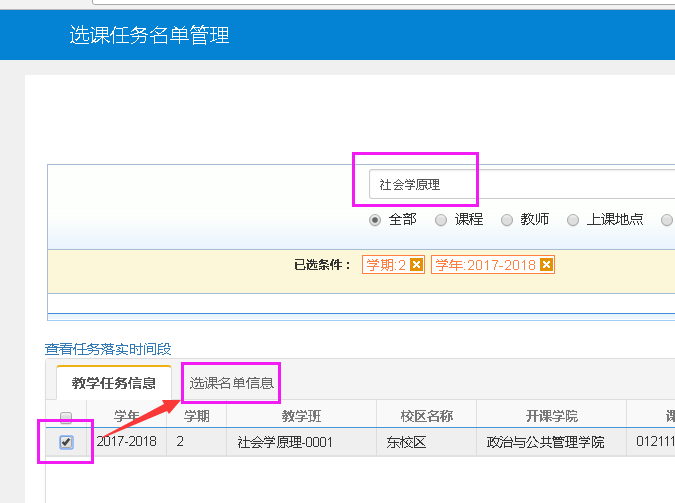 选课任务名单管理
社会学原理
全部 课程 教师 上课地点
已选条件： 学期:2 学年:2017-2018
查看任务落实时间段
教学任务信息 选课名单信息
学年 学期 教学班 校区名称 开课学院
2017-2018 2 社会学原理-0001 东校区 政治与公共管理学院 012111